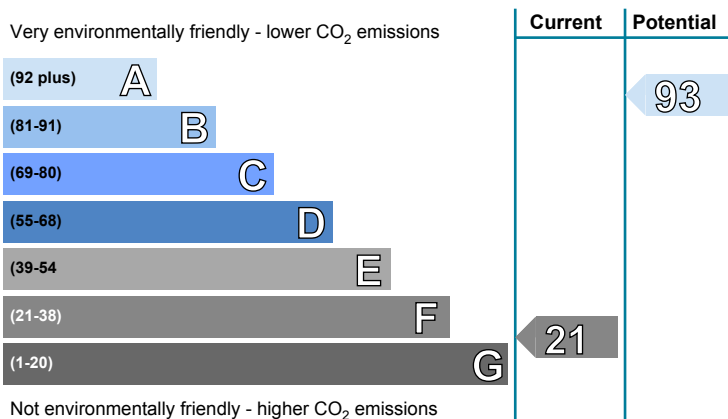 Current Potential
Very environmentally friendly - lower CO₂ emissions
(92 plus) A
93
(81-91) B
(69-80) C
(55-68) D
(39-54 E
(21-38) F
21
(1-20) G
Not environmentally friendly - higher CO₂ emissions